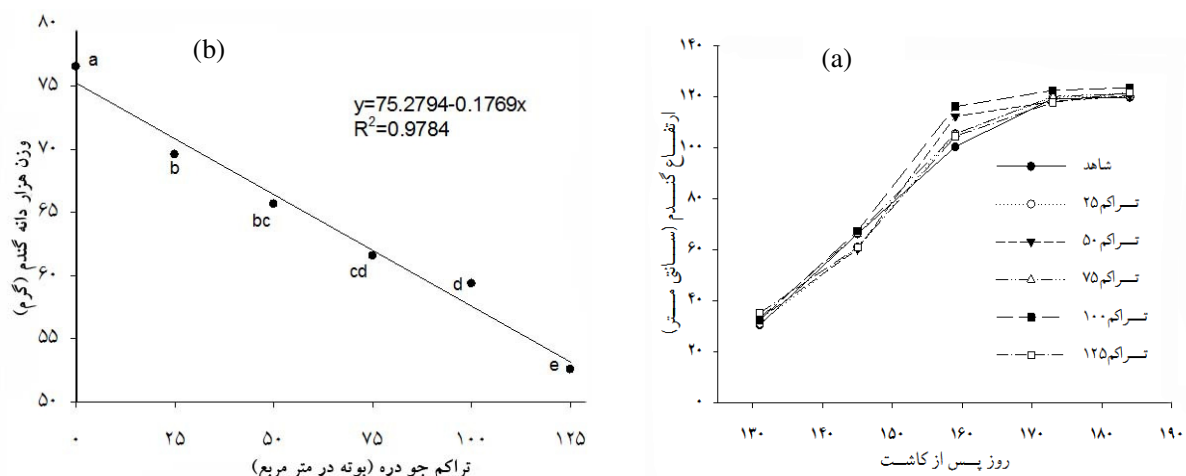 (b)
۸۰
۷۵
۷۰
۶۵
۶۰
۵۵
۵۰
وزن هزار دانه گندم (گرم)
a
b
bc
cd
d
e
y=75.2794-0.1769x
R²=0.9784
۰ ۲۵ ۵۰ ۷۵ ۱۰۰ ۱۲۵
تراکم جو دره (بوته در متر مربع)
(a)
۱۴۰
۱۲۰
۱۰۰
۸۰
۶۰
۴۰
۲۰
۰
ارتفاع گندم (سانتی متر)
شاهد
تراکم۲۵
تراکم۵۰
تراکم۷۵
تراکم۱۰۰
تراکم۱۲۵
۱۳۰ ۱۴۰ ۱۵۰ ۱۶۰ ۱۷۰ ۱۸۰ ۱۹۰
روز پس از کاشت